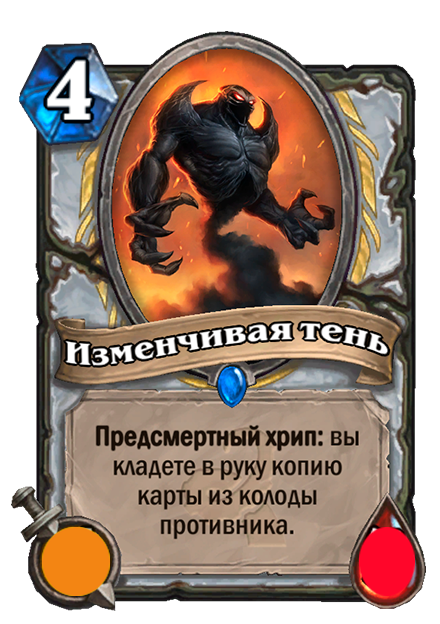 4
Изменчивая тень
Предсмертный хрип: вы
кладете в руку копию
карты из колоды
противника.